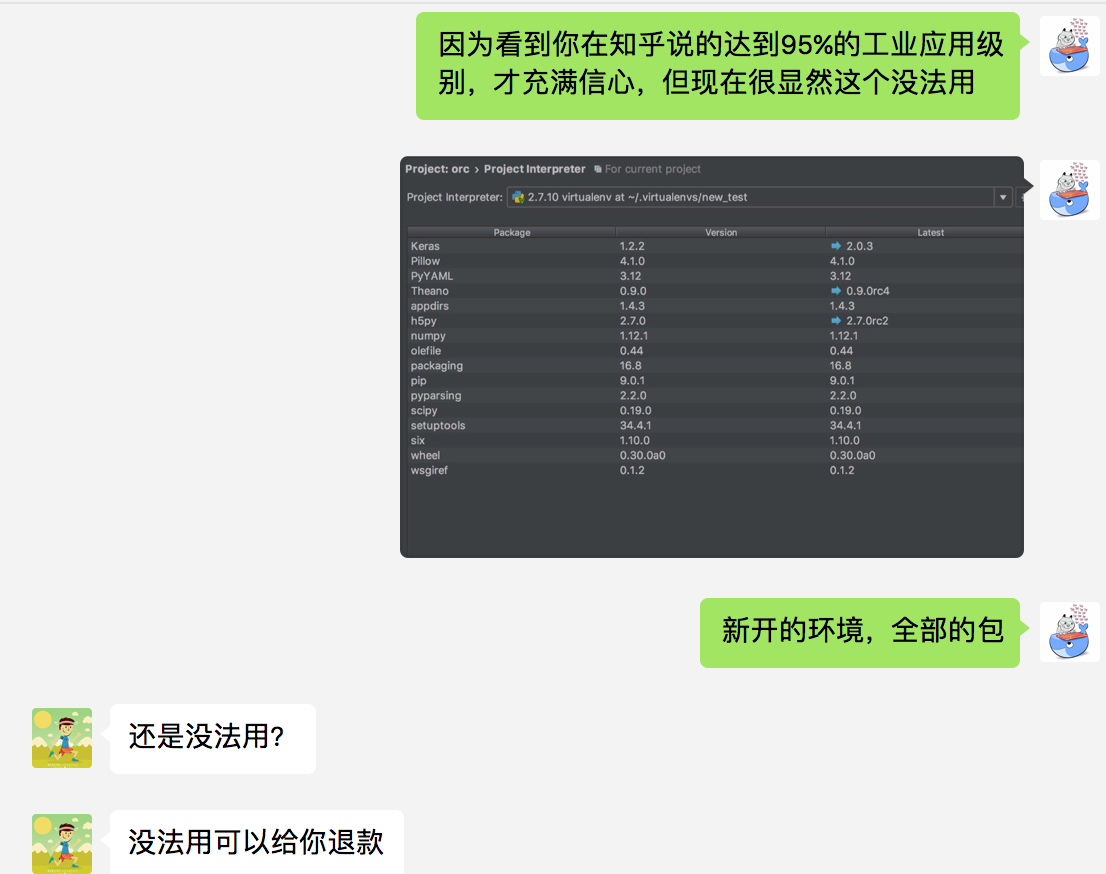 因为看到你在知乎说的达到95%的工业应用级
别，才充满信心，但现在很显然这个没法用
Project: orc › Project Interpreter For current project
Project Interpreter: 2.7.10 virtualenv at ~/.virtualenvs/new_test
Package Version Latest
Keras 1.2.2 2.0.3
Pillow 4.1.0 4.1.0
PyYAML 3.12 3.12
Theano 0.9.0 0.9.0rc4
appdirs 1.4.3 1.4.3
h5py 2.7.0 2.7.0rc2
numpy 1.12.1 1.12.1
olefile 0.44 0.44
packaging 16.8 16.8
pip 9.0.1 9.0.1
pyparsing 2.2.0 2.2.0
scipy 0.19.0 0.19.0
setuptools 34.4.1 34.4.1
six 1.10.0 1.10.0
wheel 0.30.0a0 0.30.0a0
wsgiref 0.1.2 0.1.2
新开的环境，全部的包
还是没法用?
没法用可以给你退款